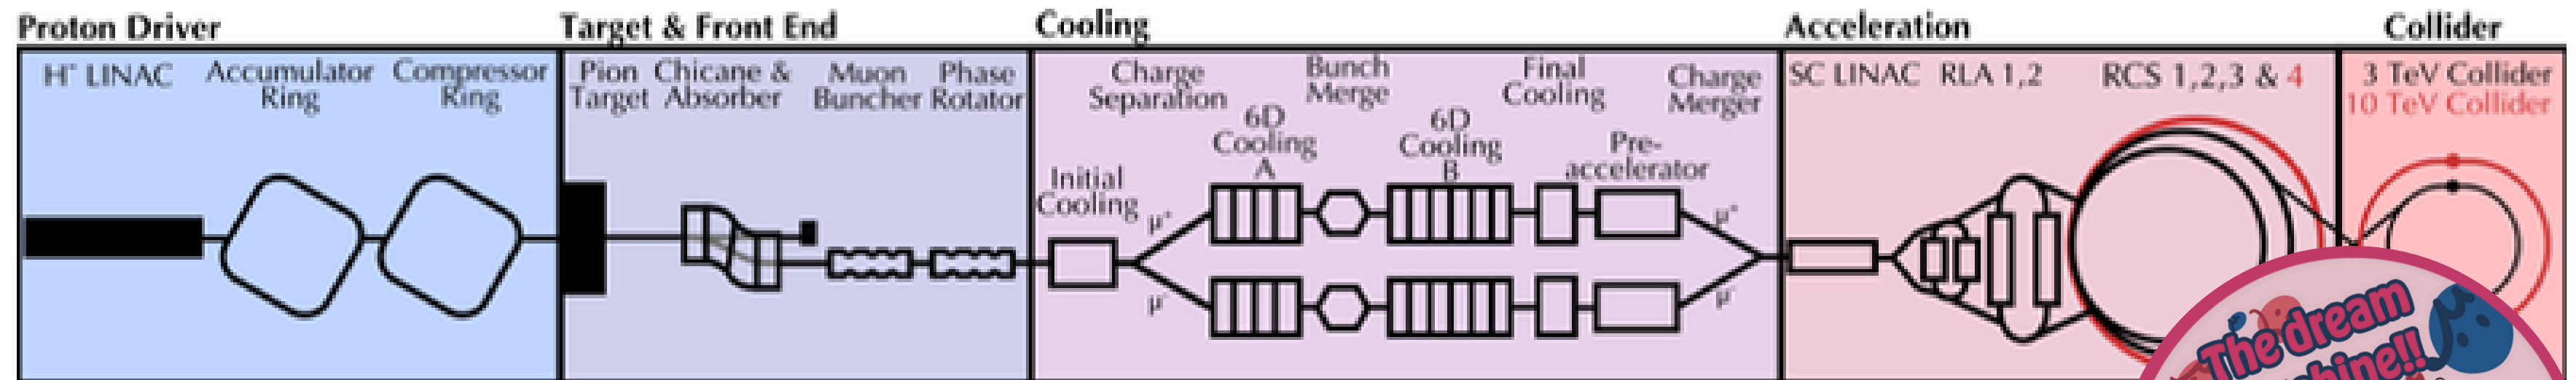 Proton Driver
Target & Front End
Cooling
Acceleration
Collider
H⁻ LINAC
Accumulator
Ring
Compressor
Ring
Pion
Target
Chicane &
Absorber
Muon
Buncher
Phase
Rotator
Initial
Cooling
Charge
Separation
μ⁺
μ⁻
6D
Cooling
A
Bunch
Merge
6D
Cooling
B
Final
Cooling
Pre-
accelerator
Charge
Merger
μ⁺
μ⁻
SC LINAC
RLA 1,2
RCS 1,2,3 & 4
3 TeV Collider
10 TeV Collider
The dream